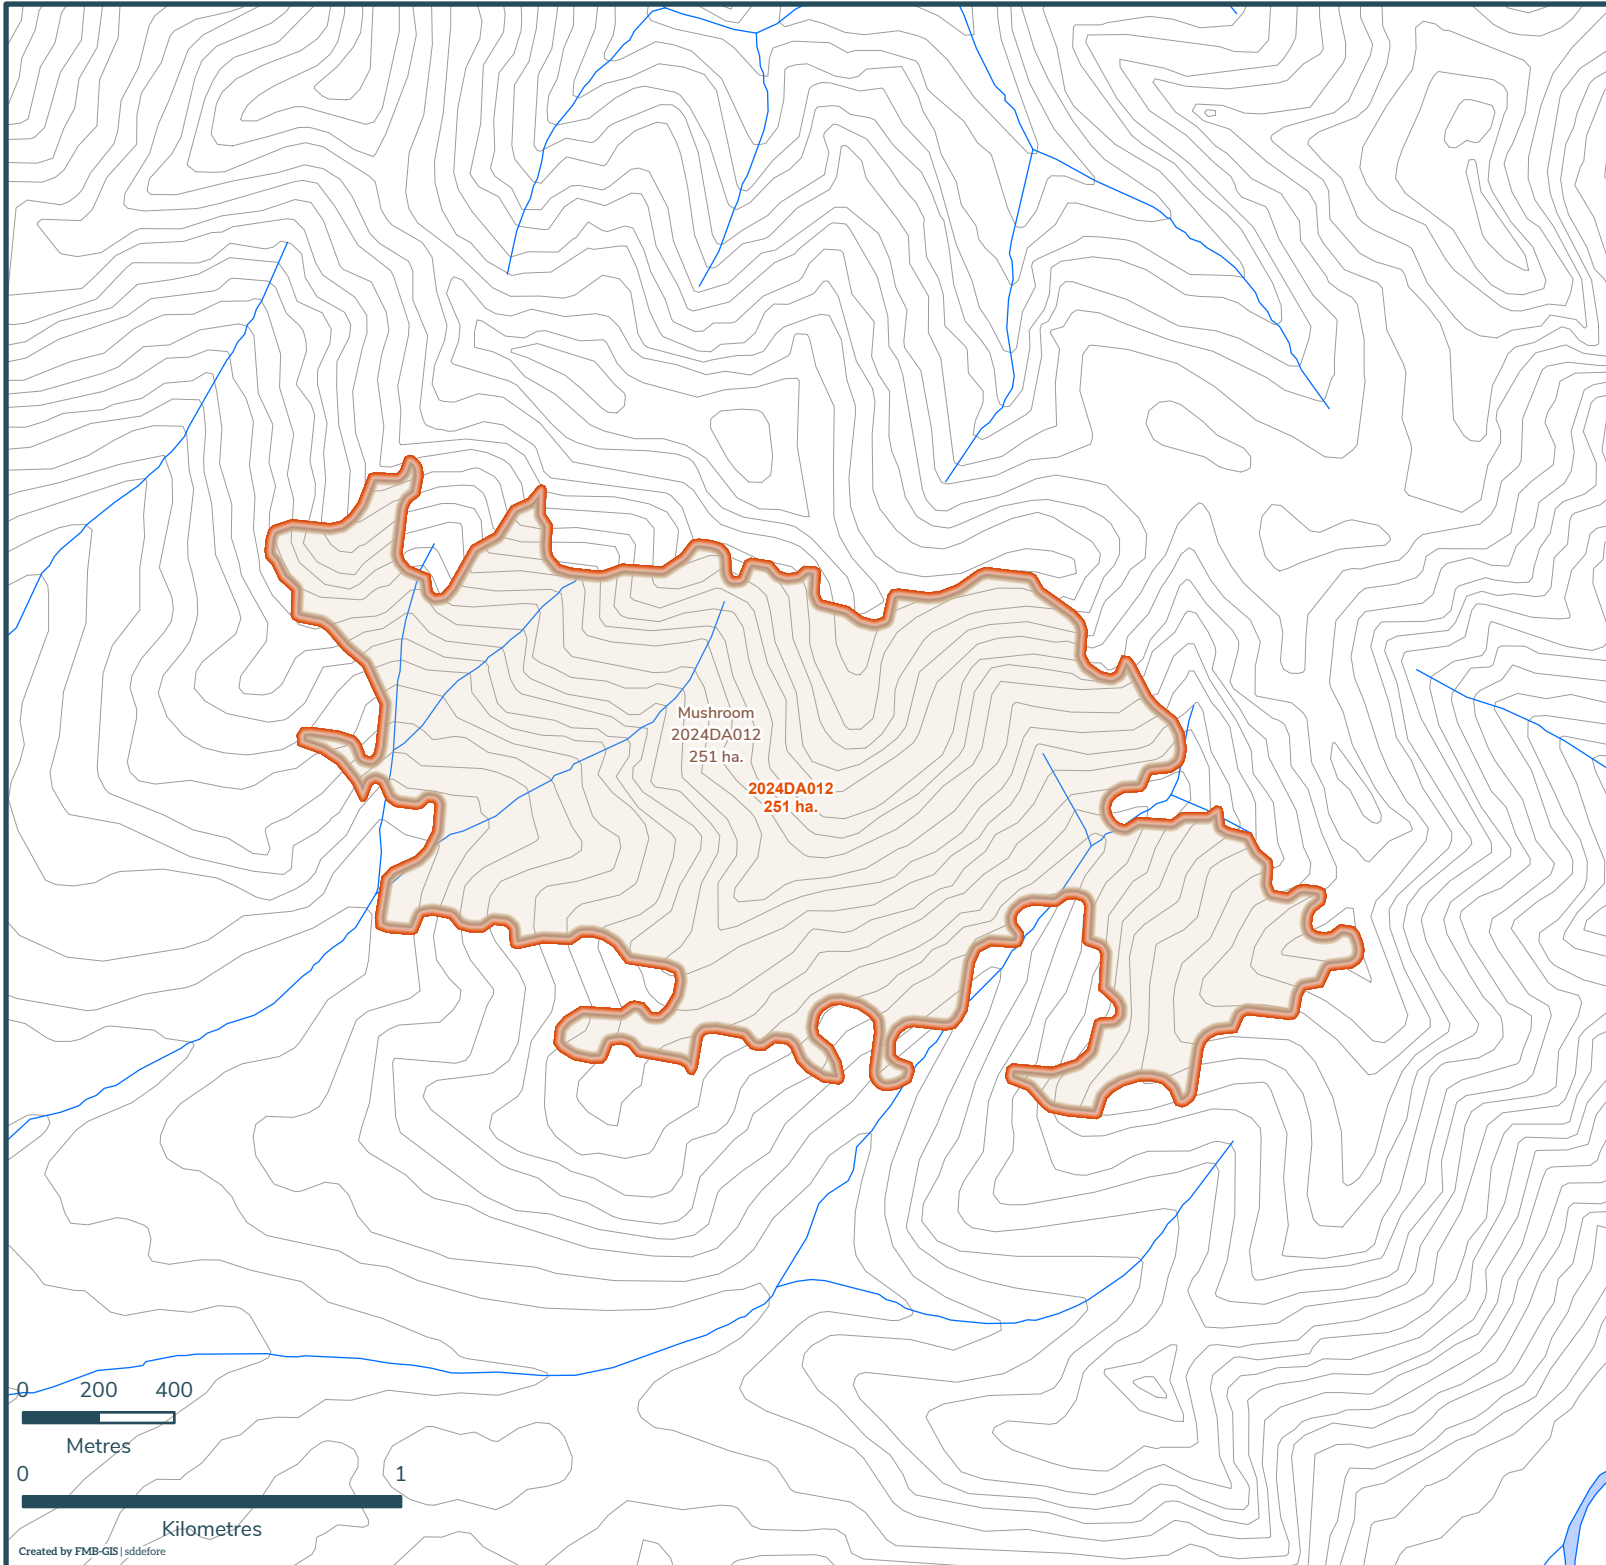 Mushroom
2024DA012
251 ha.
2024DA012
251 ha.
0 200 400
Metres
0 1
Kilometres
Created by FMB-GIS | sddefore